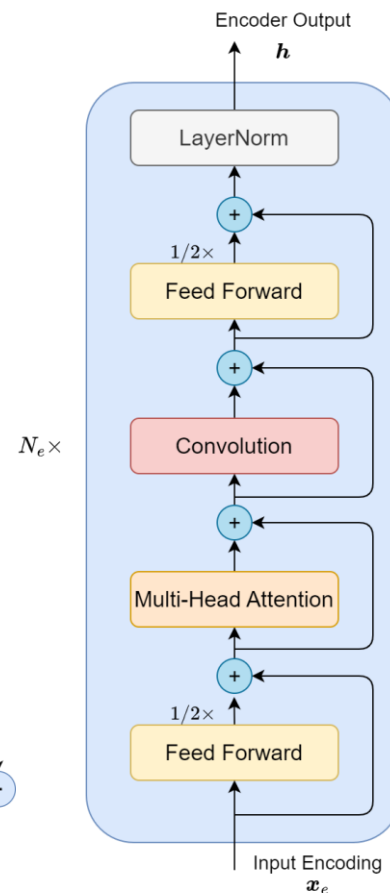 Encoder Output
h
LayerNorm
+
1/2×
Feed Forward
+
Nₑ×
Convolution
+
Multi-Head Attention
+
1/2×
Feed Forward
Input Encoding
xₑ